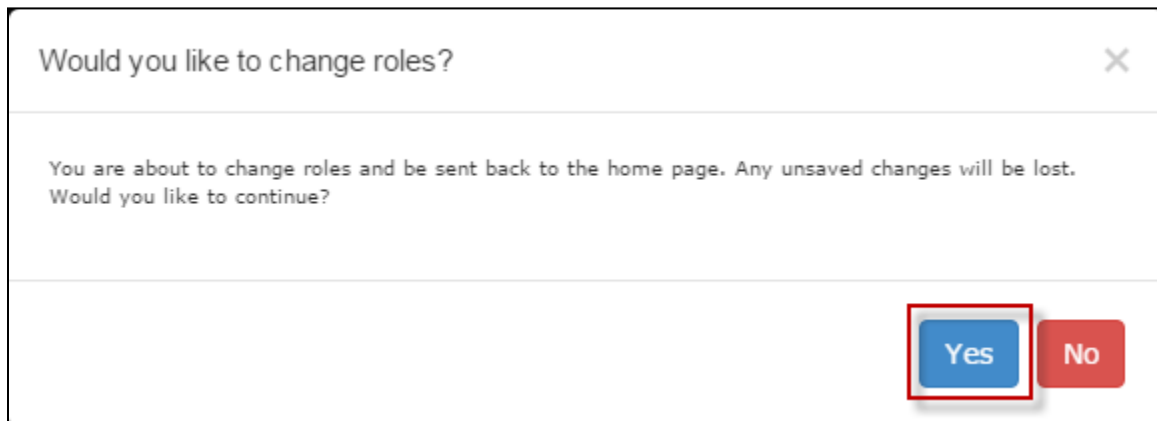 Would you like to change roles?
You are about to change roles and be sent back to the home page. Any unsaved changes will be lost.
Would you like to continue?
Yes
No